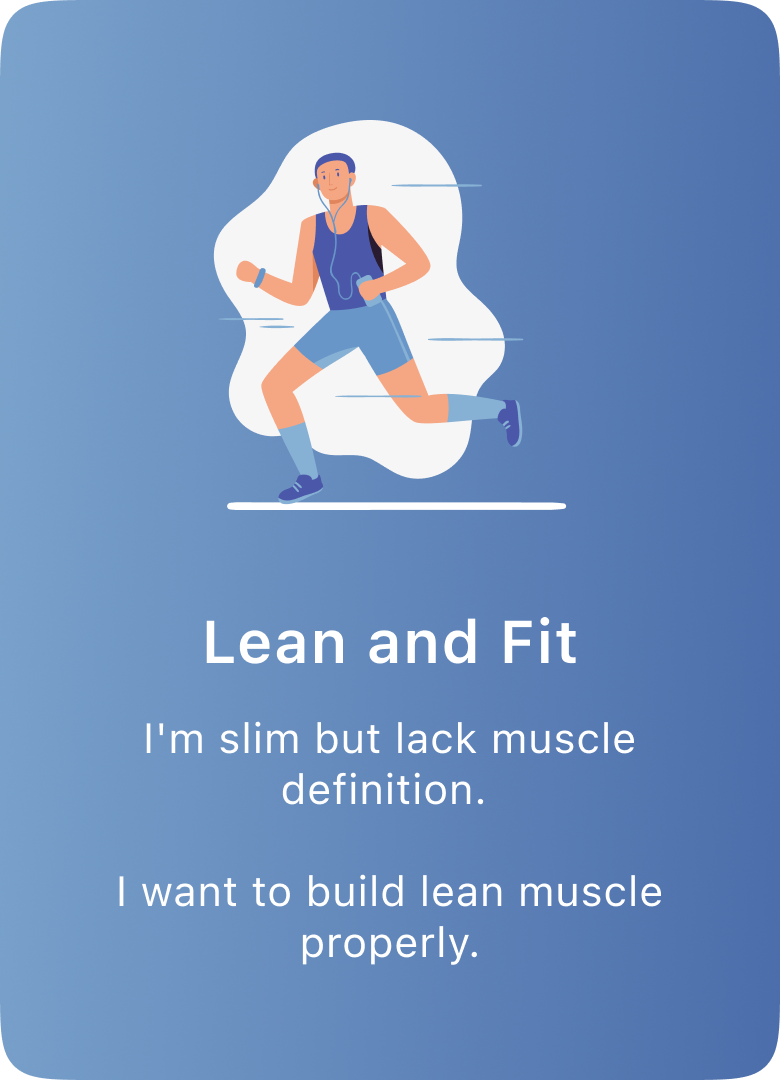 Lean and Fit
I'm slim but lack muscle
definition.
I want to build lean muscle
properly.